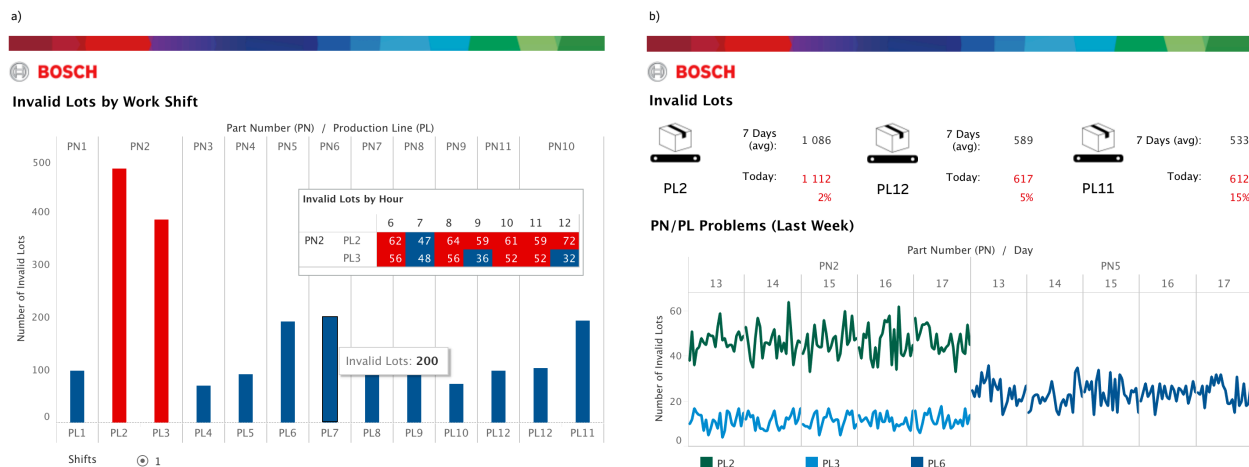 a)
BOSCH
Invalid Lots by Work Shift
Part Number (PN) / Production Line (PL)
PN1 PN2 PN3 PN4 PN5 PN6 PN7 PN8 PN9 PN11 PN10
Number of Invalid Lots
500
400
300
200
100
0
Invalid Lots by Hour
6 7 8 9 10 11 12
PN2 PL2 62 47 64 59 61 59 72
PL3 56 48 56 36 52 52 32
Invalid Lots: 200
PL1 PL2 PL3 PL4 PL5 PL6 PL7 PL8 PL9 PL10 PL12 PL12 PL11
Shifts 1
b)
BOSCH
Invalid Lots
PL2
7 Days (avg): 1 086
Today: 1 112
2%
PL12
7 Days (avg): 589
Today: 617
5%
PL11
7 Days (avg): 533
Today: 612
15%
PN/PL Problems (Last Week)
Part Number (PN) / Day
PN2 PN5
13 14 15 16 17 13 14 15 16 17
Number of Invalid Lots
60
40
20
0
PL2 PL3 PL6